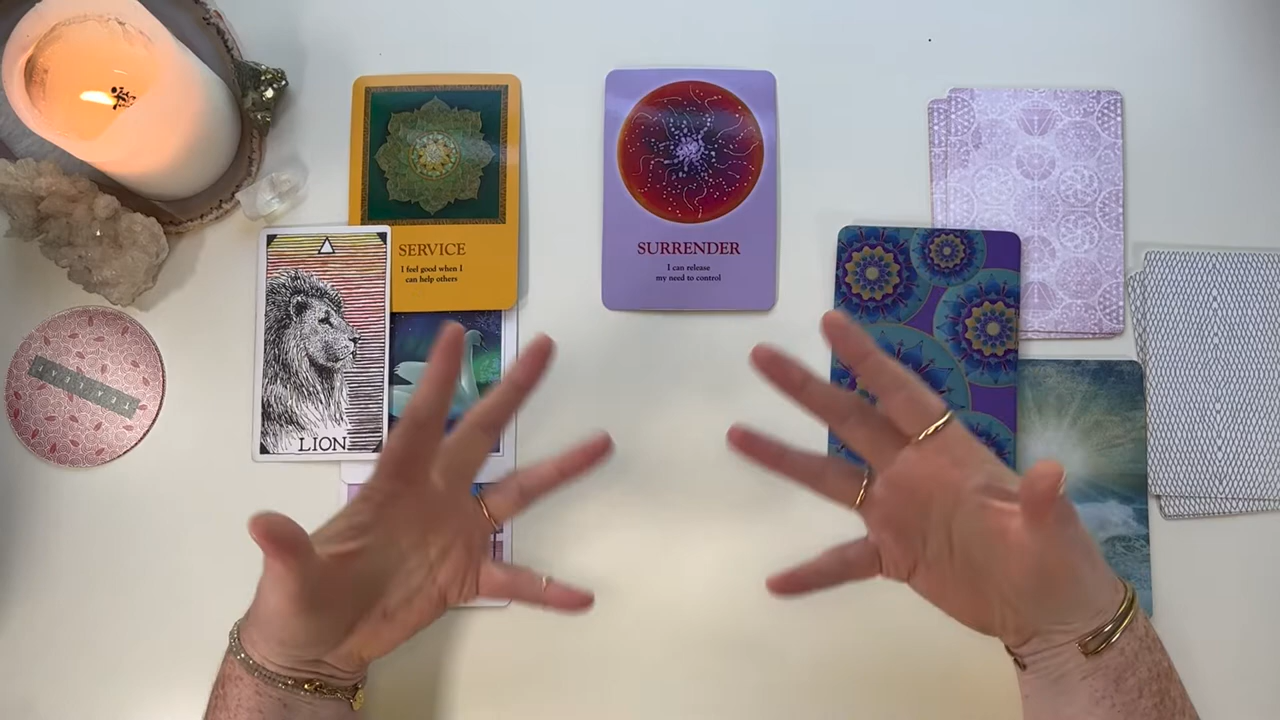 SERVICE
I feel good when I
can help others
SURRENDER
I can release
my need to control
LION